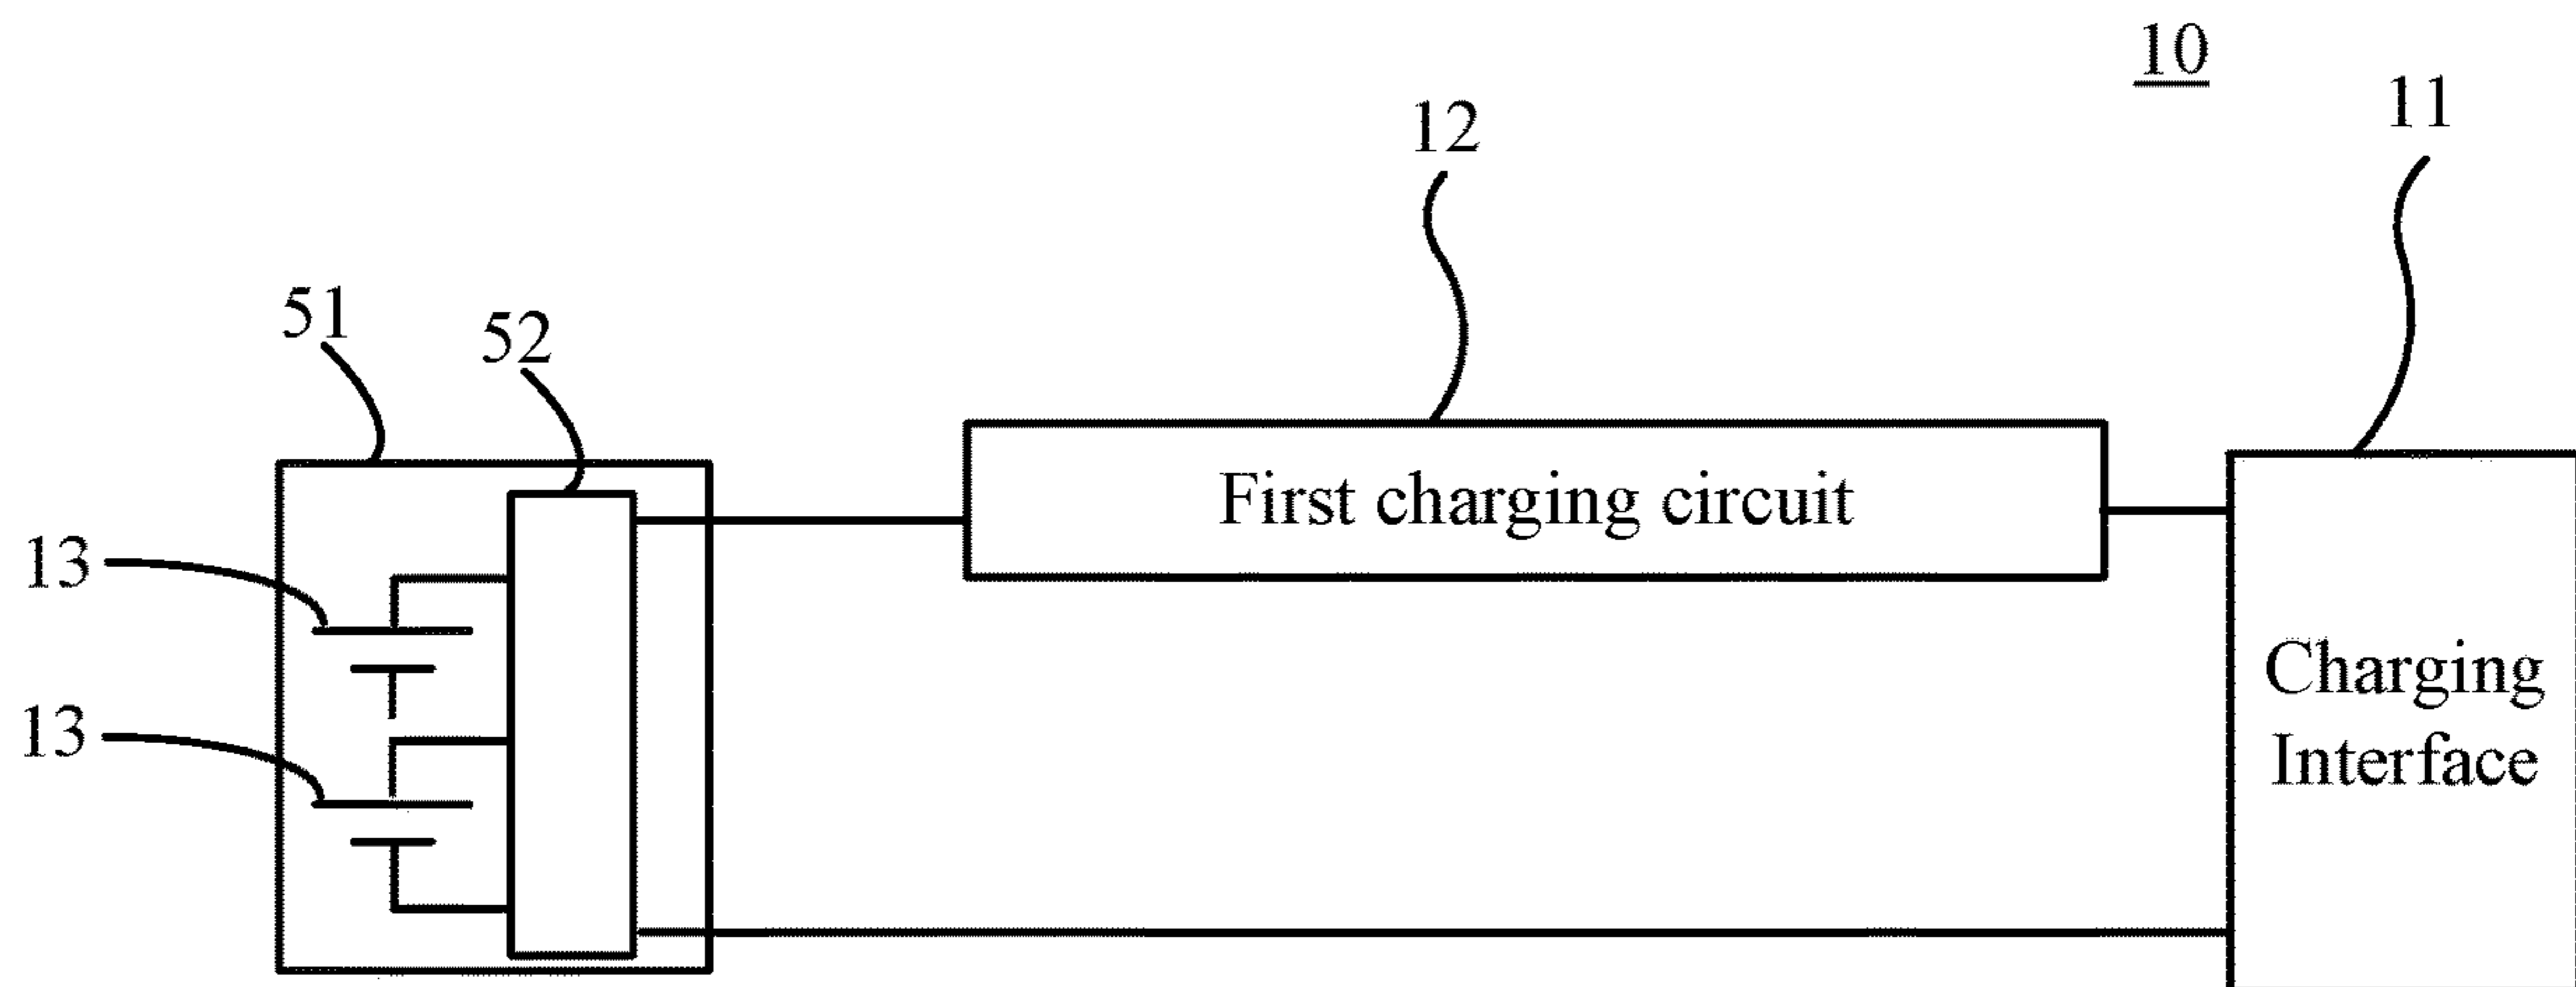 10
11
12
51
52
First charging circuit
13
Charging
Interface
13